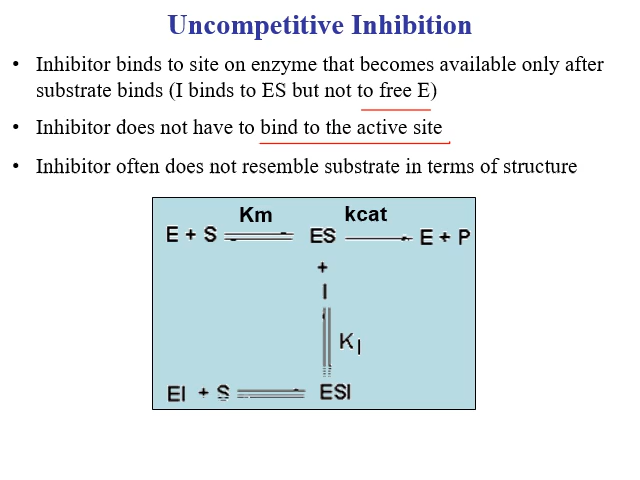 Uncompetitive Inhibition
• Inhibitor binds to site on enzyme that becomes available only after
substrate binds (I binds to ES but not to free E)
• Inhibitor does not have to bind to the active site
• Inhibitor often does not resemble substrate in terms of structure
Km kcat
E + S ES E + P
+
I
KI
EI + S ESI